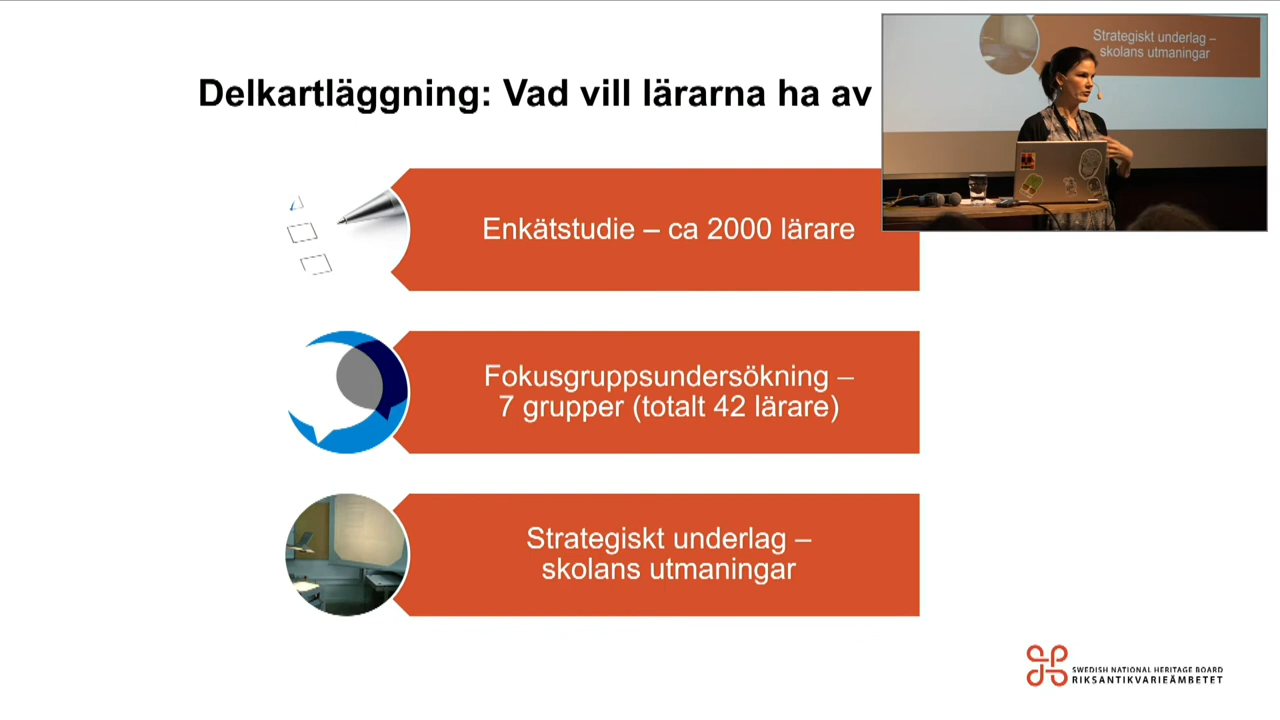 Delkartläggning: Vad vill lärarna ha av
Strategiskt underlag –
skolans utmaningar
Enkätstudie – ca 2000 lärare
Fokusgruppsundersökning –
7 grupper (totalt 42 lärare)
Strategiskt underlag –
skolans utmaningar
SWEDISH NATIONAL HERITAGE BOARD
RIKSANTIKVARIEÄMBETET